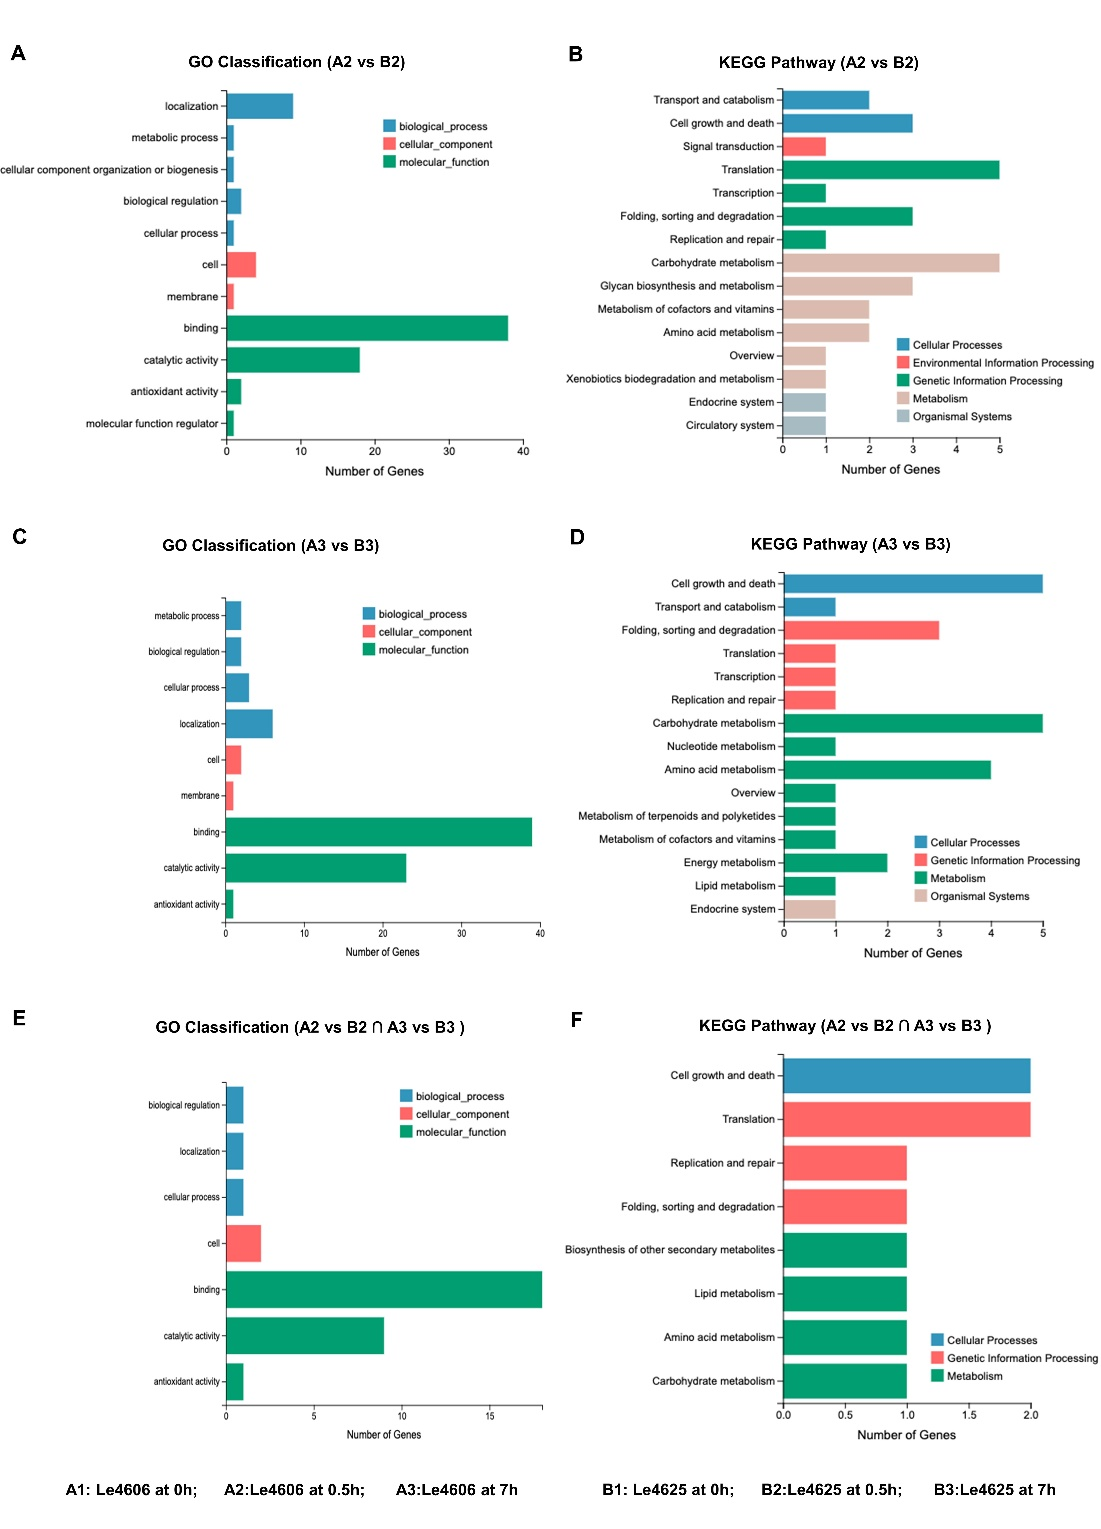 A
GO Classification (A2 vs B2)
localization
metabolic process
cellular component organization or biogenesis
biological regulation
cellular process
cell
membrane
binding
catalytic activity
antioxidant activity
molecular function regulator
biological_process
cellular_component
molecular_function
0 10 20 30 40
Number of Genes
B
KEGG Pathway (A2 vs B2)
Transport and catabolism
Cell growth and death
Signal transduction
Translation
Transcription
Folding, sorting and degradation
Replication and repair
Carbohydrate metabolism
Glycan biosynthesis and metabolism
Metabolism of cofactors and vitamins
Amino acid metabolism
Overview
Xenobiotics biodegradation and metabolism
Endocrine system
Circulatory system
Cellular Processes
Environmental Information Processing
Genetic Information Processing
Metabolism
Organismal Systems
0 1 2 3 4 5
Number of Genes
C
GO Classification (A3 vs B3)
metabolic process
biological regulation
cellular process
localization
cell
membrane
binding
catalytic activity
antioxidant activity
biological_process
cellular_component
molecular_function
0 10 20 30 40
Number of Genes
D
KEGG Pathway (A3 vs B3)
Cell growth and death
Transport and catabolism
Folding, sorting and degradation
Translation
Transcription
Replication and repair
Carbohydrate metabolism
Nucleotide metabolism
Amino acid metabolism
Overview
Metabolism of terpenoids and polyketides
Metabolism of cofactors and vitamins
Energy metabolism
Lipid metabolism
Endocrine system
Cellular Processes
Genetic Information Processing
Metabolism
Organismal Systems
0 1 2 3 4 5
Number of Genes
E
GO Classification (A2 vs B2 ∩ A3 vs B3 )
biological regulation
localization
cellular process
cell
binding
catalytic activity
antioxidant activity
biological_process
cellular_component
molecular_function
0 5 10 15
Number of Genes
F
KEGG Pathway (A2 vs B2 ∩ A3 vs B3 )
Cell growth and death
Translation
Replication and repair
Folding, sorting and degradation
Biosynthesis of other secondary metabolites
Lipid metabolism
Amino acid metabolism
Carbohydrate metabolism
Cellular Processes
Genetic Information Processing
Metabolism
0.0 0.5 1.0 1.5 2.0
Number of Genes
A1: Le4606 at 0h; A2:Le4606 at 0.5h; A3:Le4606 at 7h B1: Le4625 at 0h; B2:Le4625 at 0.5h; B3:Le4625 at 7h